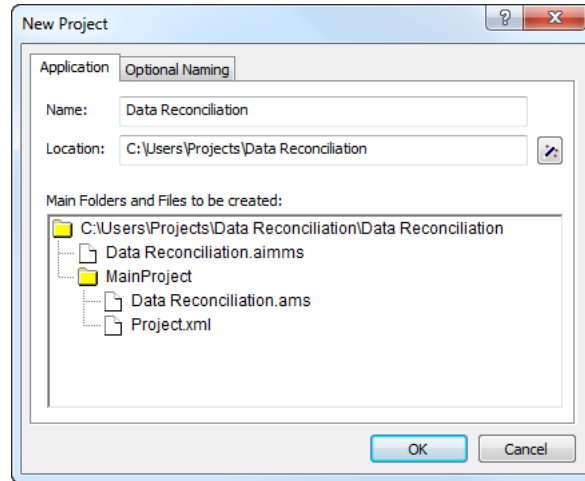 New Project
Application Optional Naming
Name: Data Reconciliation
Location: C:\Users\Projects\Data Reconciliation
Main Folders and Files to be created:
C:\Users\Projects\Data Reconciliation\Data Reconciliation
Data Reconciliation.aimms
MainProject
Data Reconciliation.ams
Project.xml
OK Cancel